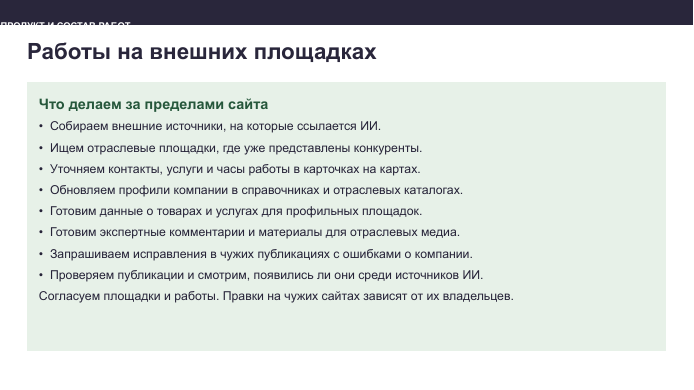 ПРОДУКТ И СОСТАВ РАБОТ
Работы на внешних площадках
Что делаем за пределами сайта
• Собираем внешние источники, на которые ссылается ИИ.
• Ищем отраслевые площадки, где уже представлены конкуренты.
• Уточняем контакты, услуги и часы работы в карточках на картах.
• Обновляем профили компании в справочниках и отраслевых каталогах.
• Готовим данные о товарах и услугах для профильных площадок.
• Готовим экспертные комментарии и материалы для отраслевых медиа.
• Запрашиваем исправления в чужих публикациях с ошибками о компании.
• Проверяем публикации и смотрим, появились ли они среди источников ИИ.
Согласуем площадки и работы. Правки на чужих сайтах зависят от их владельцев.